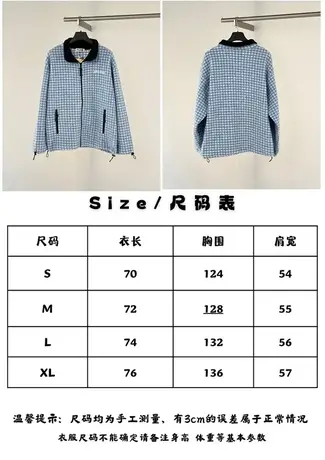 Size/尺码表
尺码 衣长 胸围 肩宽
S 70 124 54
M 72 128 55
L 74 132 56
XL 76 136 57
温馨提示: 尺码均为手工测量、有3cm的误差属于正常情况
衣服尺码不能确定请备注身高 体重等基本参数